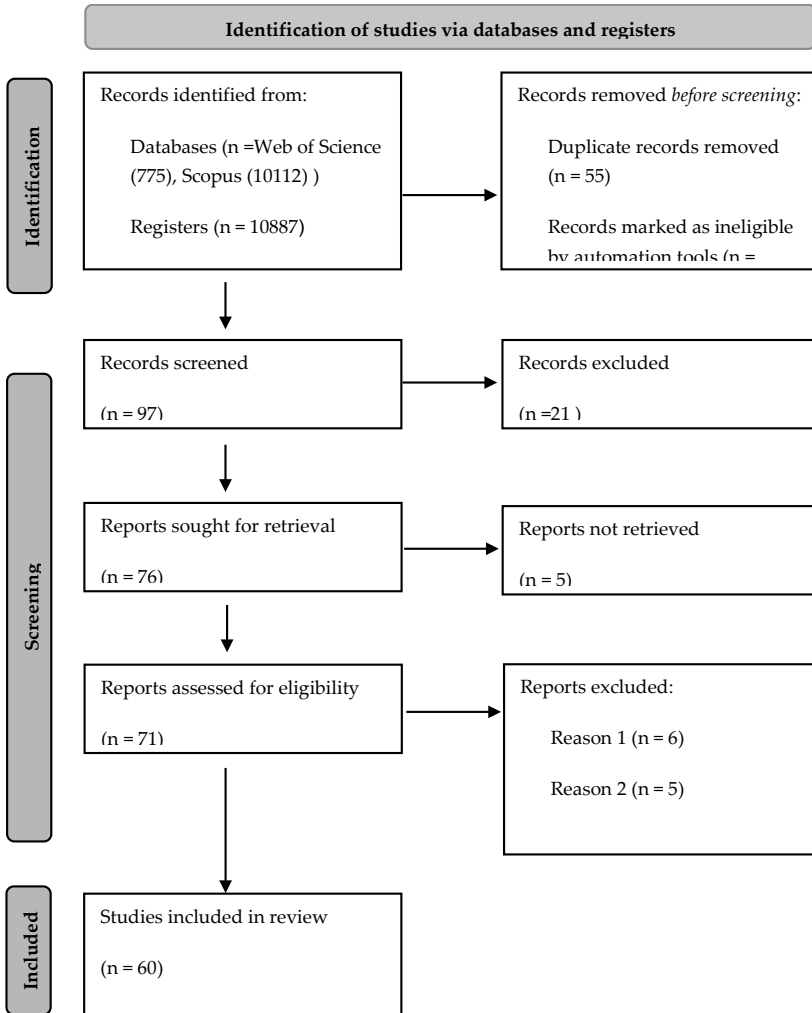 Identification of studies via databases and registers
Identification
Records identified from:
Databases (n =Web of Science
(775), Scopus (10112) )
Registers (n = 10887)
Records removed before screening:
Duplicate records removed
(n = 55)
Records marked as ineligible
by automation tools (n =
Screening
Records screened
(n = 97)
Records excluded
(n =21 )
Reports sought for retrieval
(n = 76)
Reports not retrieved
(n = 5)
Reports assessed for eligibility
(n = 71)
Reports excluded:
Reason 1 (n = 6)
Reason 2 (n = 5)
Included
Studies included in review
(n = 60)